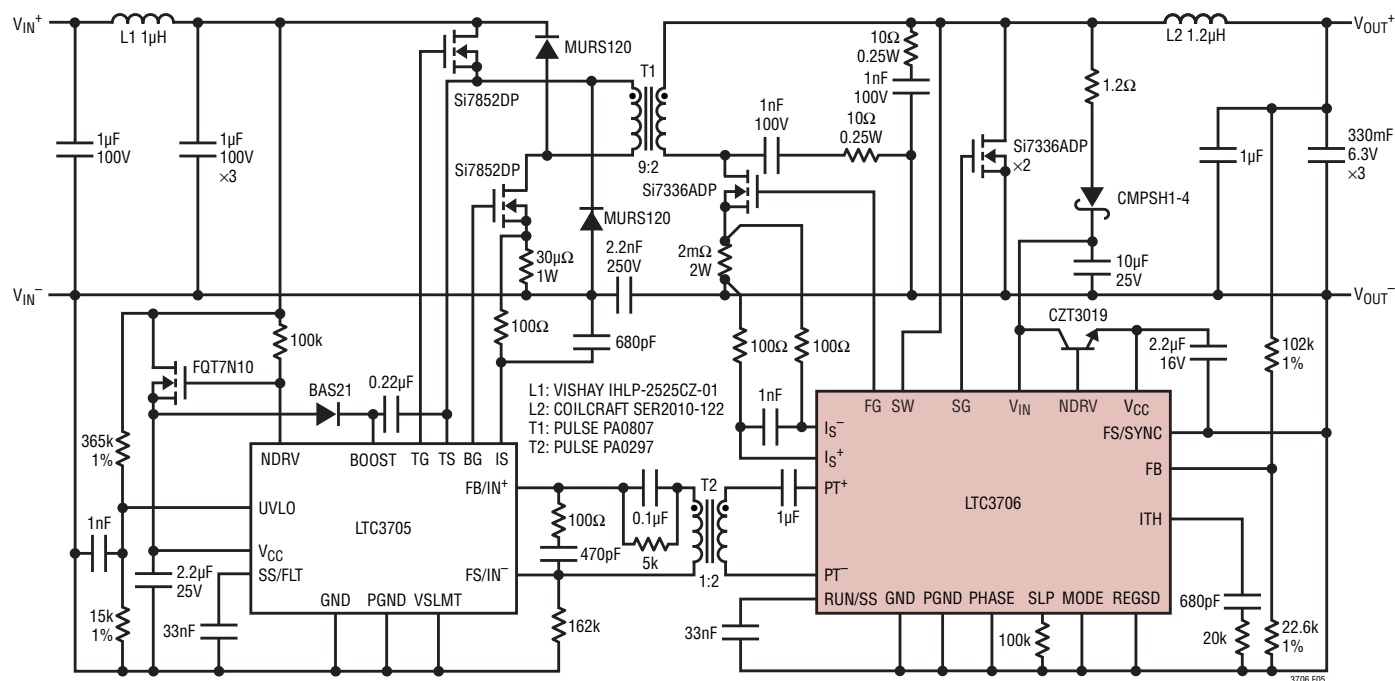 VIN+
L1 1µH
MURS120
Si7852DP
T1
9:2
1µF
100V
1µF
100V
×3
Si7852DP
30µΩ
1W
MURS120
2.2nF
250V
VIN−
10Ω
0.25W
1nF
100V
1nF
100V
10Ω
0.25W
Si7336ADP
2mΩ
2W
Si7336ADP
×2
L2 1.2µH
VOUT+
1.2Ω
CMPSH1-4
10µF
25V
1µF
330mF
6.3V
×3
VOUT−
100k
FQT7N10
BAS21
0.22µF
100Ω
680pF
365k
1%
1nF
15k
1%
2.2µF
25V
33nF
L1: VISHAY IHLP-2525CZ-01
L2: COILCRAFT SER2010-122
T1: PULSE PA0807
T2: PULSE PA0297
NDRV
BOOST
TG
TS
BG
IS
UVLO
FB/IN+
LTC3705
VCC
SS/FLT
FS/IN−
GND
PGND
VSLMT
100Ω
470pF
162k
0.1µF
5k
T2
1:2
1µF
100Ω
100Ω
1nF
CZT3019
2.2µF
16V
102k
1%
FG
SW
SG
VIN
NDRV
VCC
IS−
FS/SYNC
IS+
FB
PT+
LTC3706
ITH
PT−
RUN/SS
GND
PGND
PHASE
SLP
MODE
REGSD
33nF
100k
680pF
20k
22.6k
1%
3706 F05